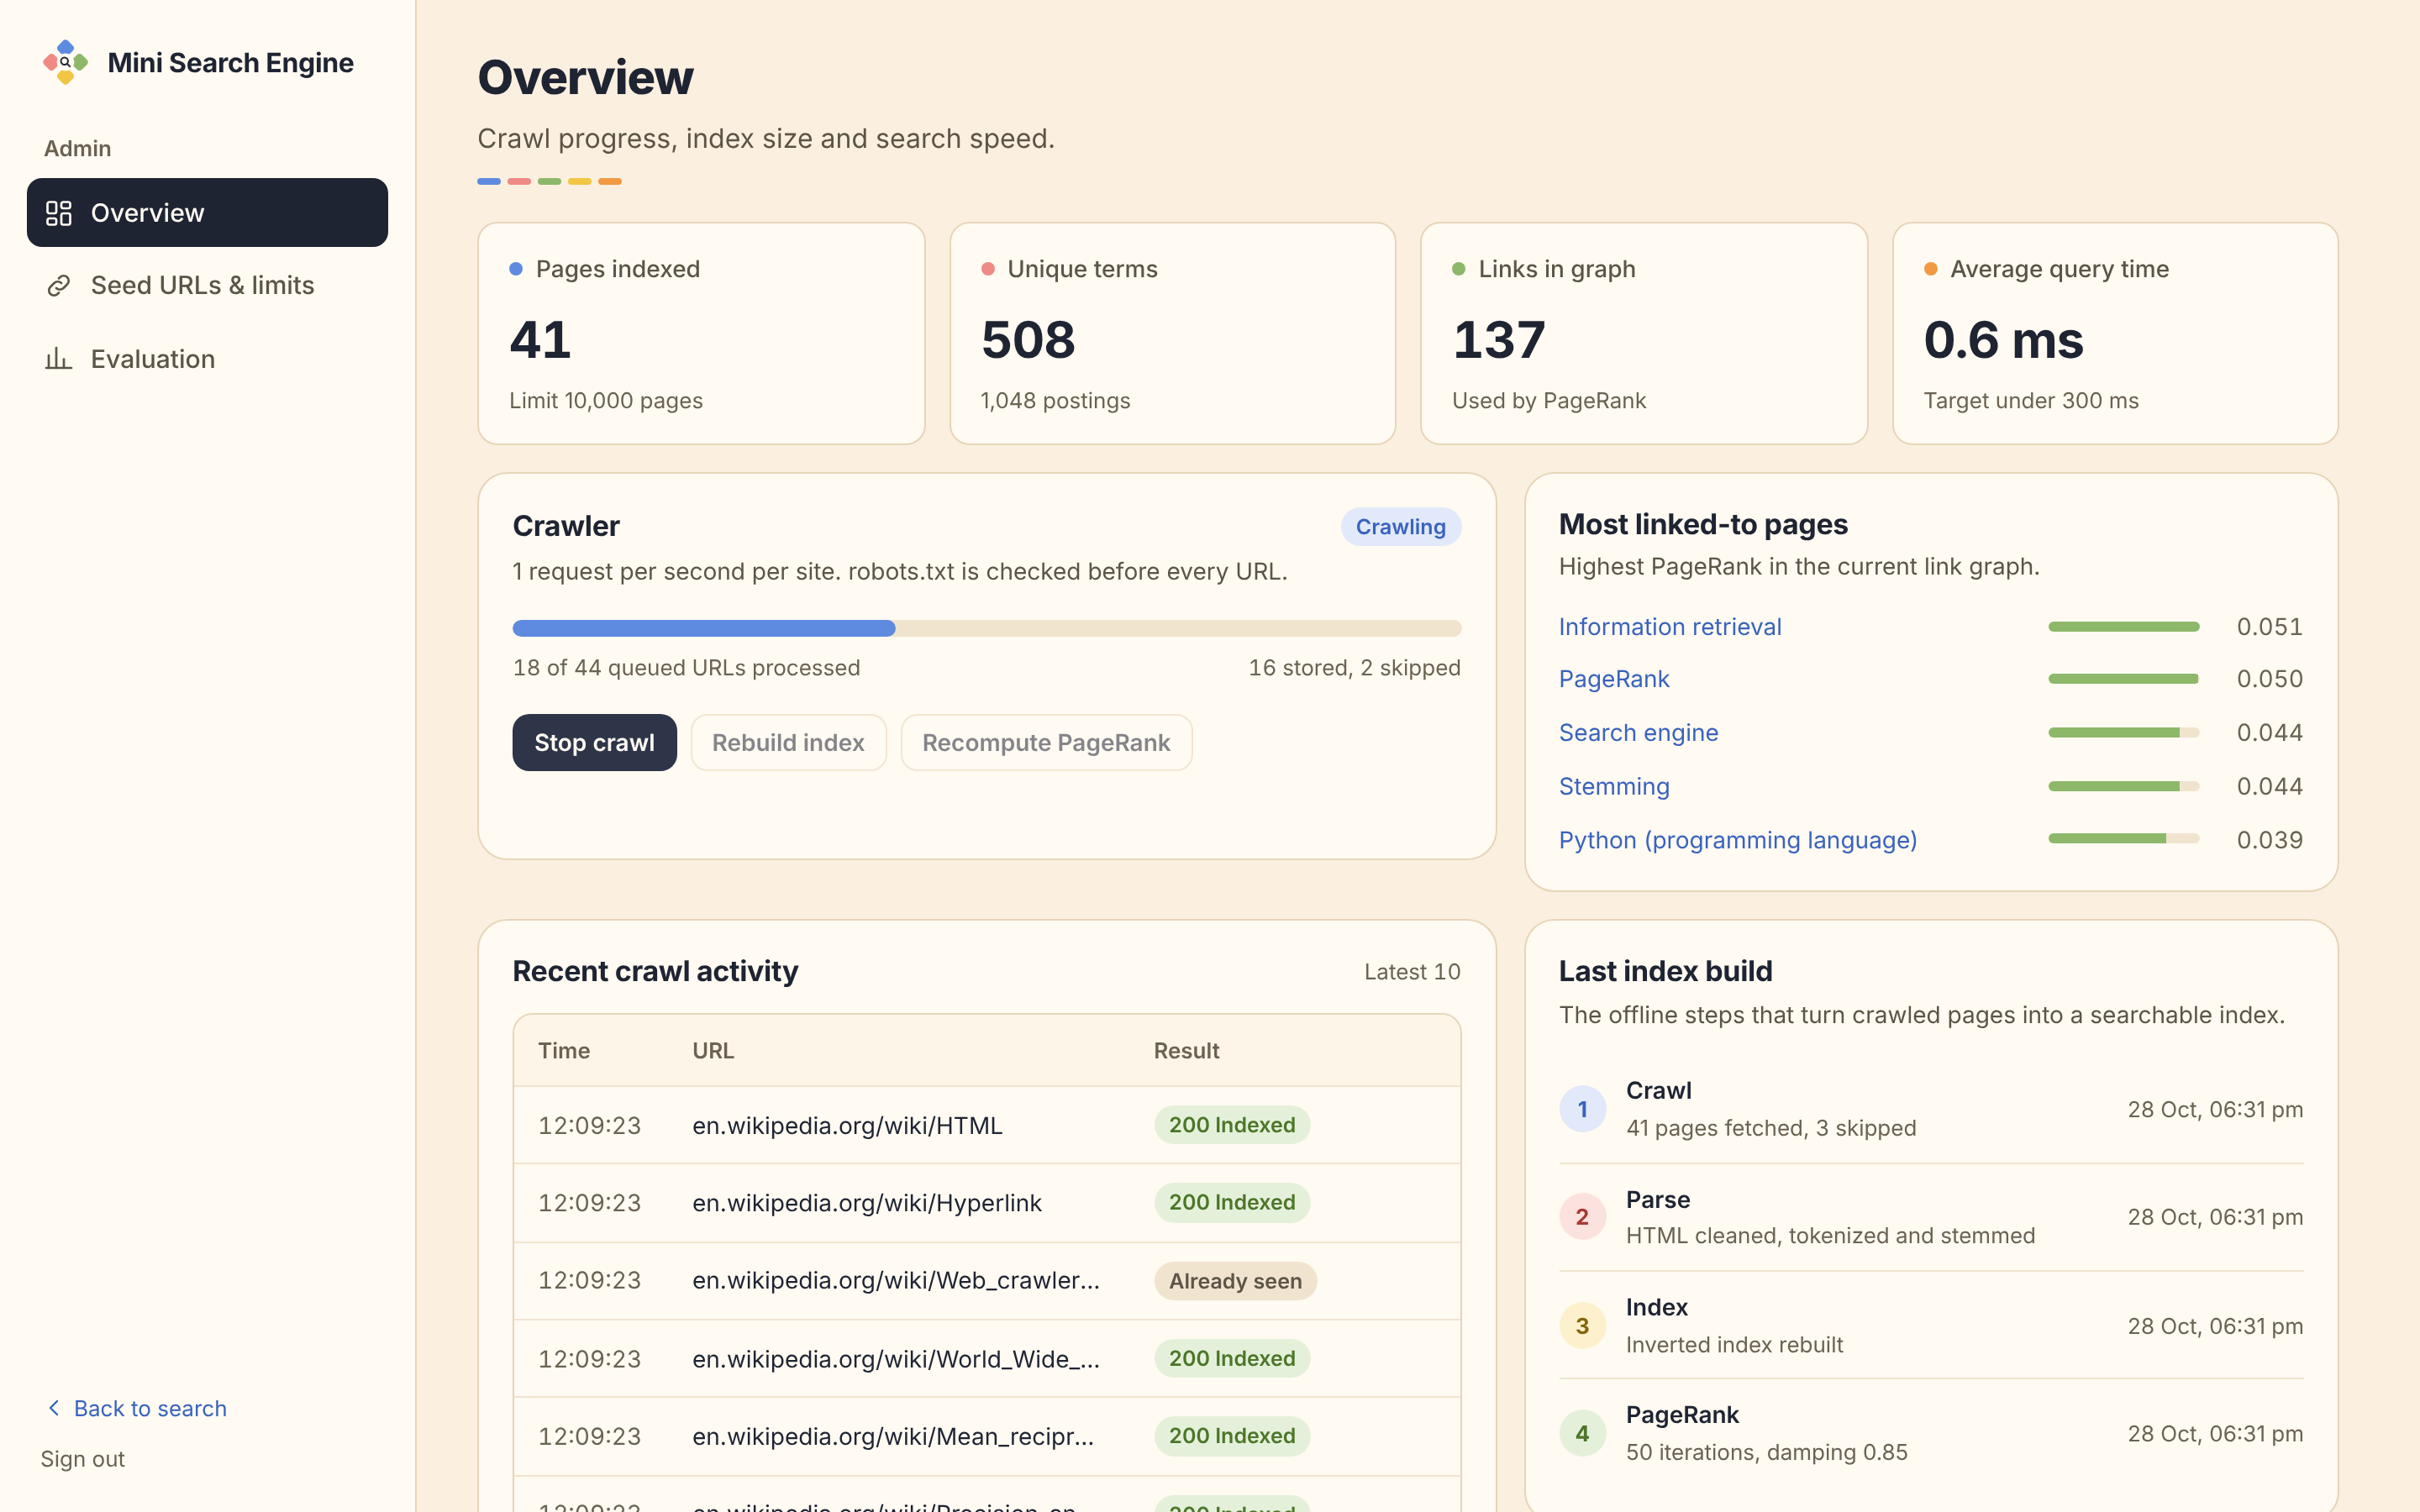 Mini Search Engine
Admin
Overview
Seed URLs & limits
Evaluation
Back to search
Sign out
Overview
Crawl progress, index size and search speed.
Pages indexed
41
Limit 10,000 pages
Unique terms
508
1,048 postings
Links in graph
137
Used by PageRank
Average query time
0.6 ms
Target under 300 ms
Crawler
Crawling
1 request per second per site. robots.txt is checked before every URL.
18 of 44 queued URLs processed
16 stored, 2 skipped
Stop crawl
Rebuild index
Recompute PageRank
Most linked-to pages
Highest PageRank in the current link graph.
Information retrieval 0.051
PageRank 0.050
Search engine 0.044
Stemming 0.044
Python (programming language) 0.039
Recent crawl activity
Latest 10
Time URL Result
12:09:23 en.wikipedia.org/wiki/HTML 200 Indexed
12:09:23 en.wikipedia.org/wiki/Hyperlink 200 Indexed
12:09:23 en.wikipedia.org/wiki/Web_crawler... Already seen
12:09:23 en.wikipedia.org/wiki/World_Wide_... 200 Indexed
12:09:23 en.wikipedia.org/wiki/Mean_recipr... 200 Indexed
Last index build
The offline steps that turn crawled pages into a searchable index.
1
Crawl
41 pages fetched, 3 skipped
28 Oct, 06:31 pm
2
Parse
HTML cleaned, tokenized and stemmed
28 Oct, 06:31 pm
3
Index
Inverted index rebuilt
28 Oct, 06:31 pm
4
PageRank
50 iterations, damping 0.85
28 Oct, 06:31 pm